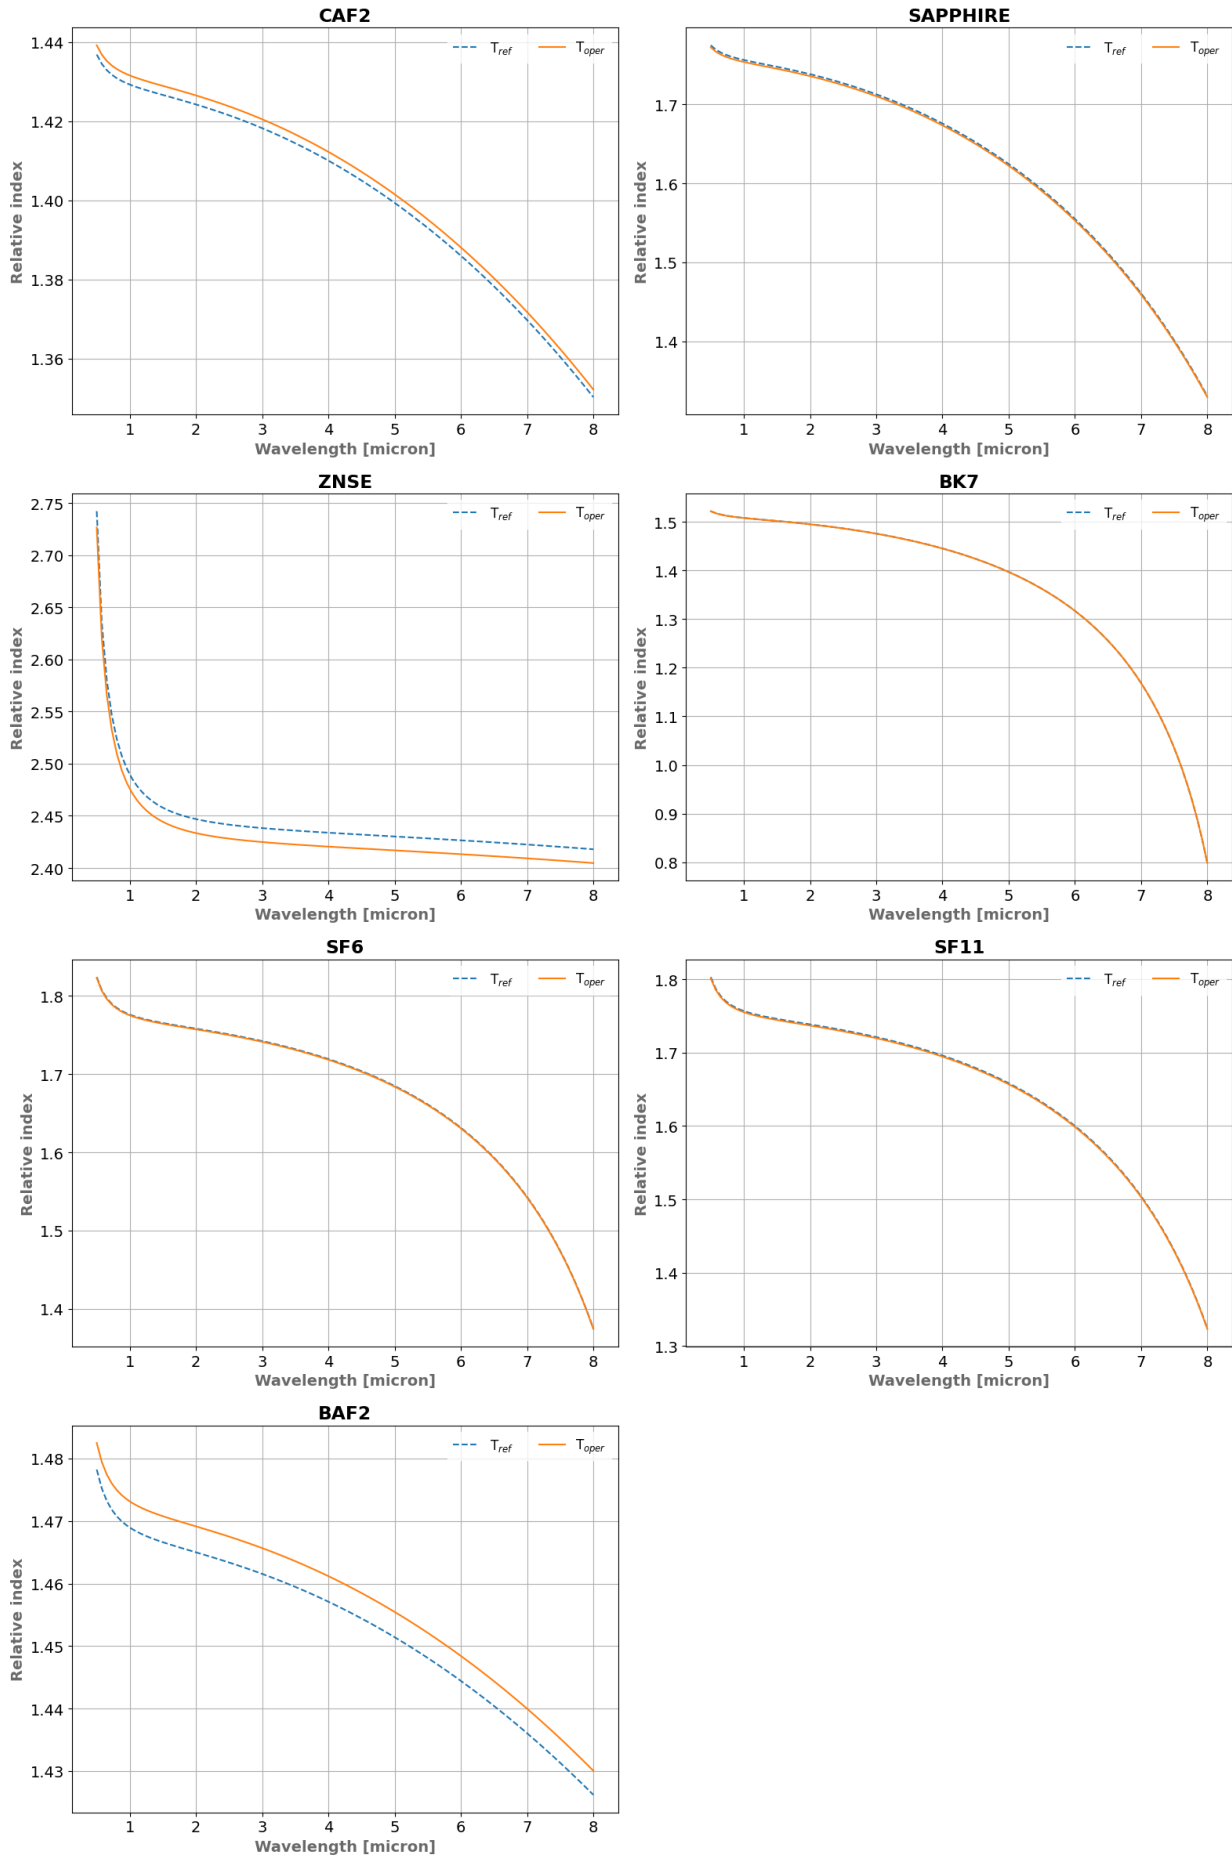 CAF2
T_ref T_oper
1.44
1.42
1.40
1.38
1.36
Relative index
1 2 3 4 5 6 7 8
Wavelength [micron]
SAPPHIRE
T_ref T_oper
1.7
1.6
1.5
1.4
Relative index
1 2 3 4 5 6 7 8
Wavelength [micron]
ZNSE
T_ref T_oper
2.75
2.70
2.65
2.60
2.55
2.50
2.45
2.40
Relative index
1 2 3 4 5 6 7 8
Wavelength [micron]
BK7
T_ref T_oper
1.5
1.4
1.3
1.2
1.1
1.0
0.9
0.8
Relative index
1 2 3 4 5 6 7 8
Wavelength [micron]
SF6
T_ref T_oper
1.8
1.7
1.6
1.5
1.4
Relative index
1 2 3 4 5 6 7 8
Wavelength [micron]
SF11
T_ref T_oper
1.8
1.7
1.6
1.5
1.4
1.3
Relative index
1 2 3 4 5 6 7 8
Wavelength [micron]
BAF2
T_ref T_oper
1.48
1.47
1.46
1.45
1.44
1.43
Relative index
1 2 3 4 5 6 7 8
Wavelength [micron]